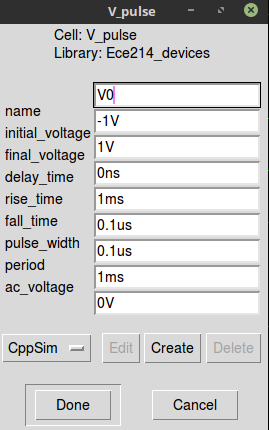 V_pulse
Cell: V_pulse
Library: Ece214_devices
name V0
initial_voltage -1V
final_voltage 1V
delay_time 0ns
rise_time 1ms
fall_time 0.1us
pulse_width 0.1us
period 1ms
ac_voltage 0V
CppSim Edit Create Delete
Done Cancel